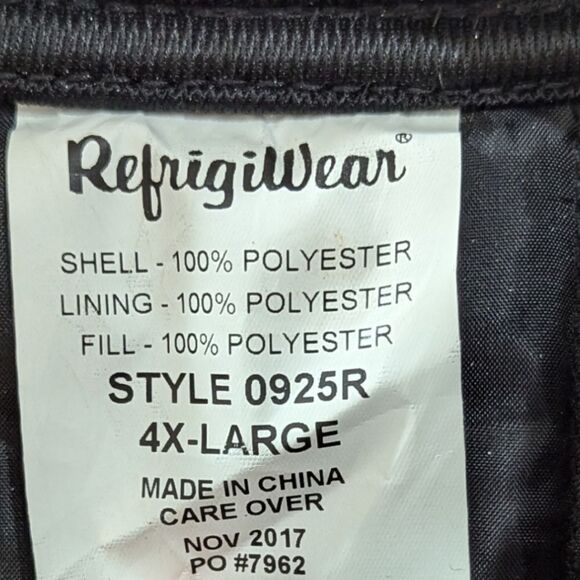 RefrigiWear®
SHELL - 100% POLYESTER
LINING - 100% POLYESTER
FILL - 100% POLYESTER
STYLE 0925R
4X-LARGE
MADE IN CHINA
CARE OVER
NOV 2017
PO #7962